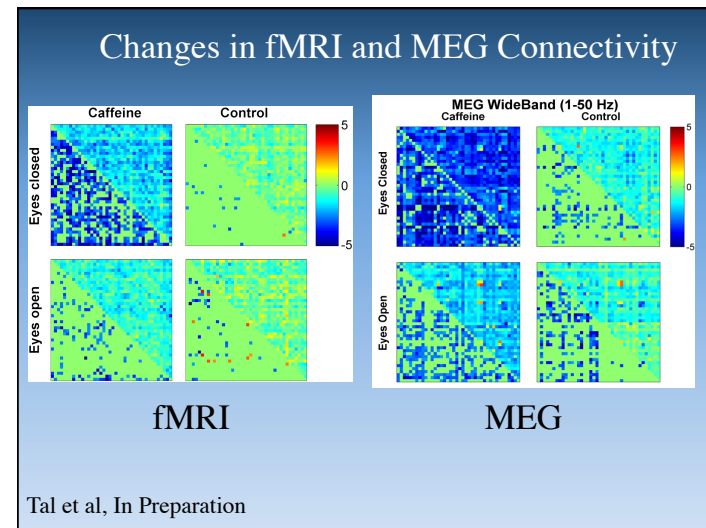 Changes in fMRI and MEG Connectivity
Caffeine Control
5
0
-5
Eyes closed
Eyes open
MEG WideBand (1-50 Hz)
Caffeine Control
5
0
-5
Eyes Closed
Eyes Open
fMRI MEG
Tal et al, In Preparation